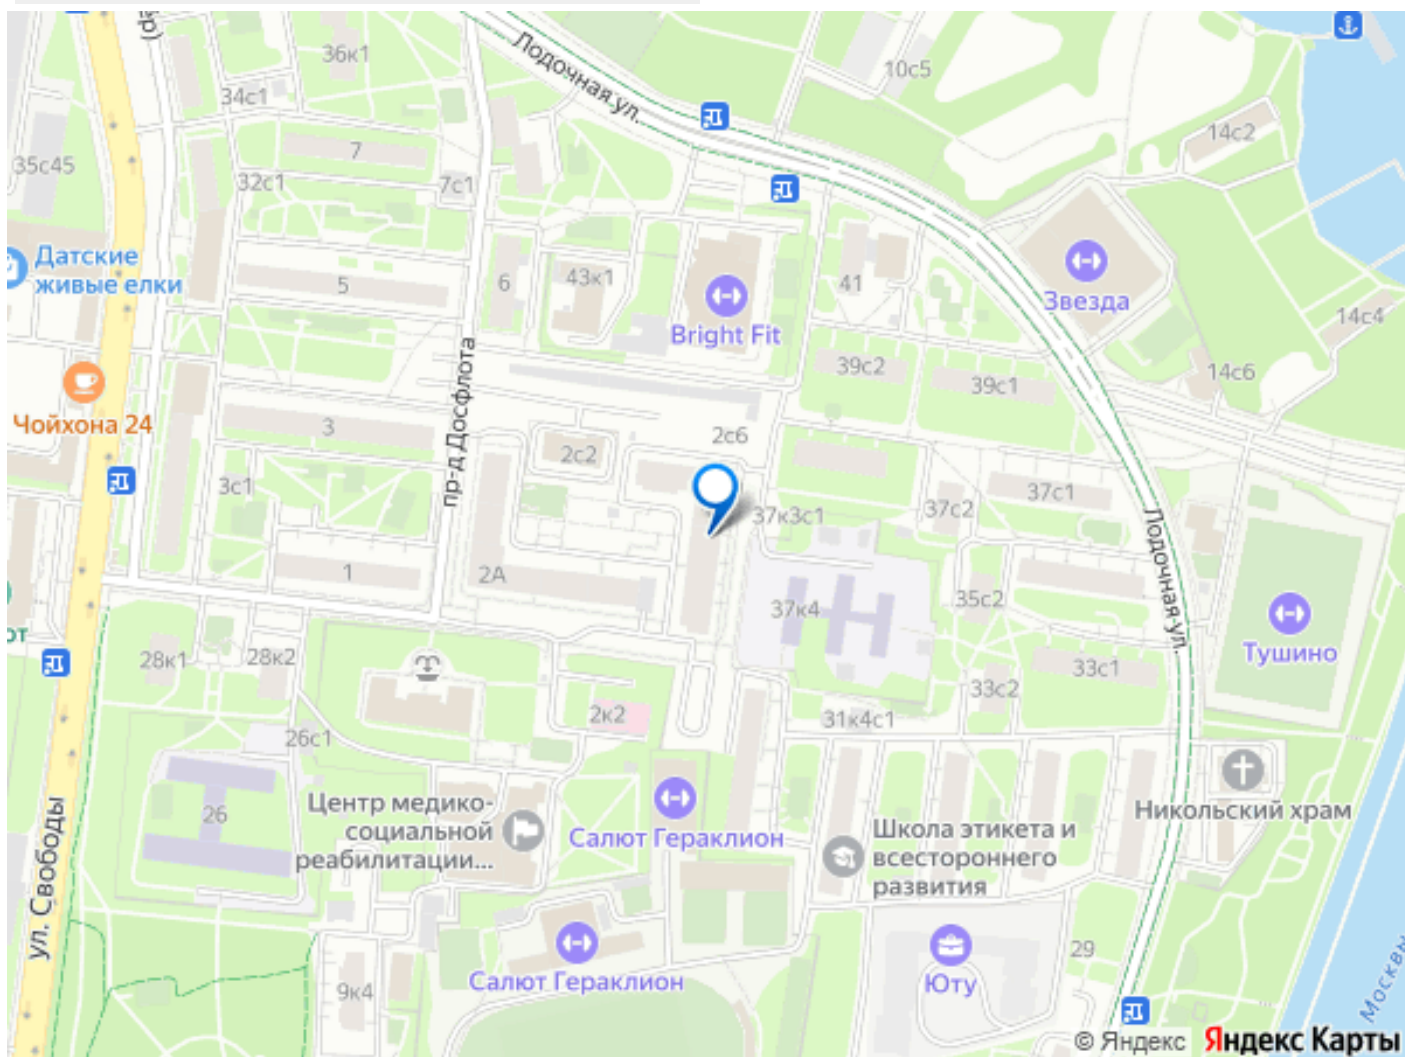 36к1
Лодочная ул.
10с5
34с1
14с2
7
35с45
32с1
7с1
Датские
живые елки
5
6
43к1
41
Звезда
Bright Fit
14с4
39с2
39с1
14с6
пр-д Досфлота
Чойхона 24
3
2с6
2с2
3с1
37с1
37к3с1
37с2
Лодочная ул.
1
2А
37к4
35с2
от
Тушино
28к1
28к2
33с1
33с2
2к2
31к4с1
26с1
Никольский храм
26
Центр медико-
социальной
реабилитации...
Салют Гераклион
Школа этикета и
всестороннего
развития
ул. Свободы
29
Салют Гераклион
Юту
9к4
Москвы
© Яндекс Яндекс Карты